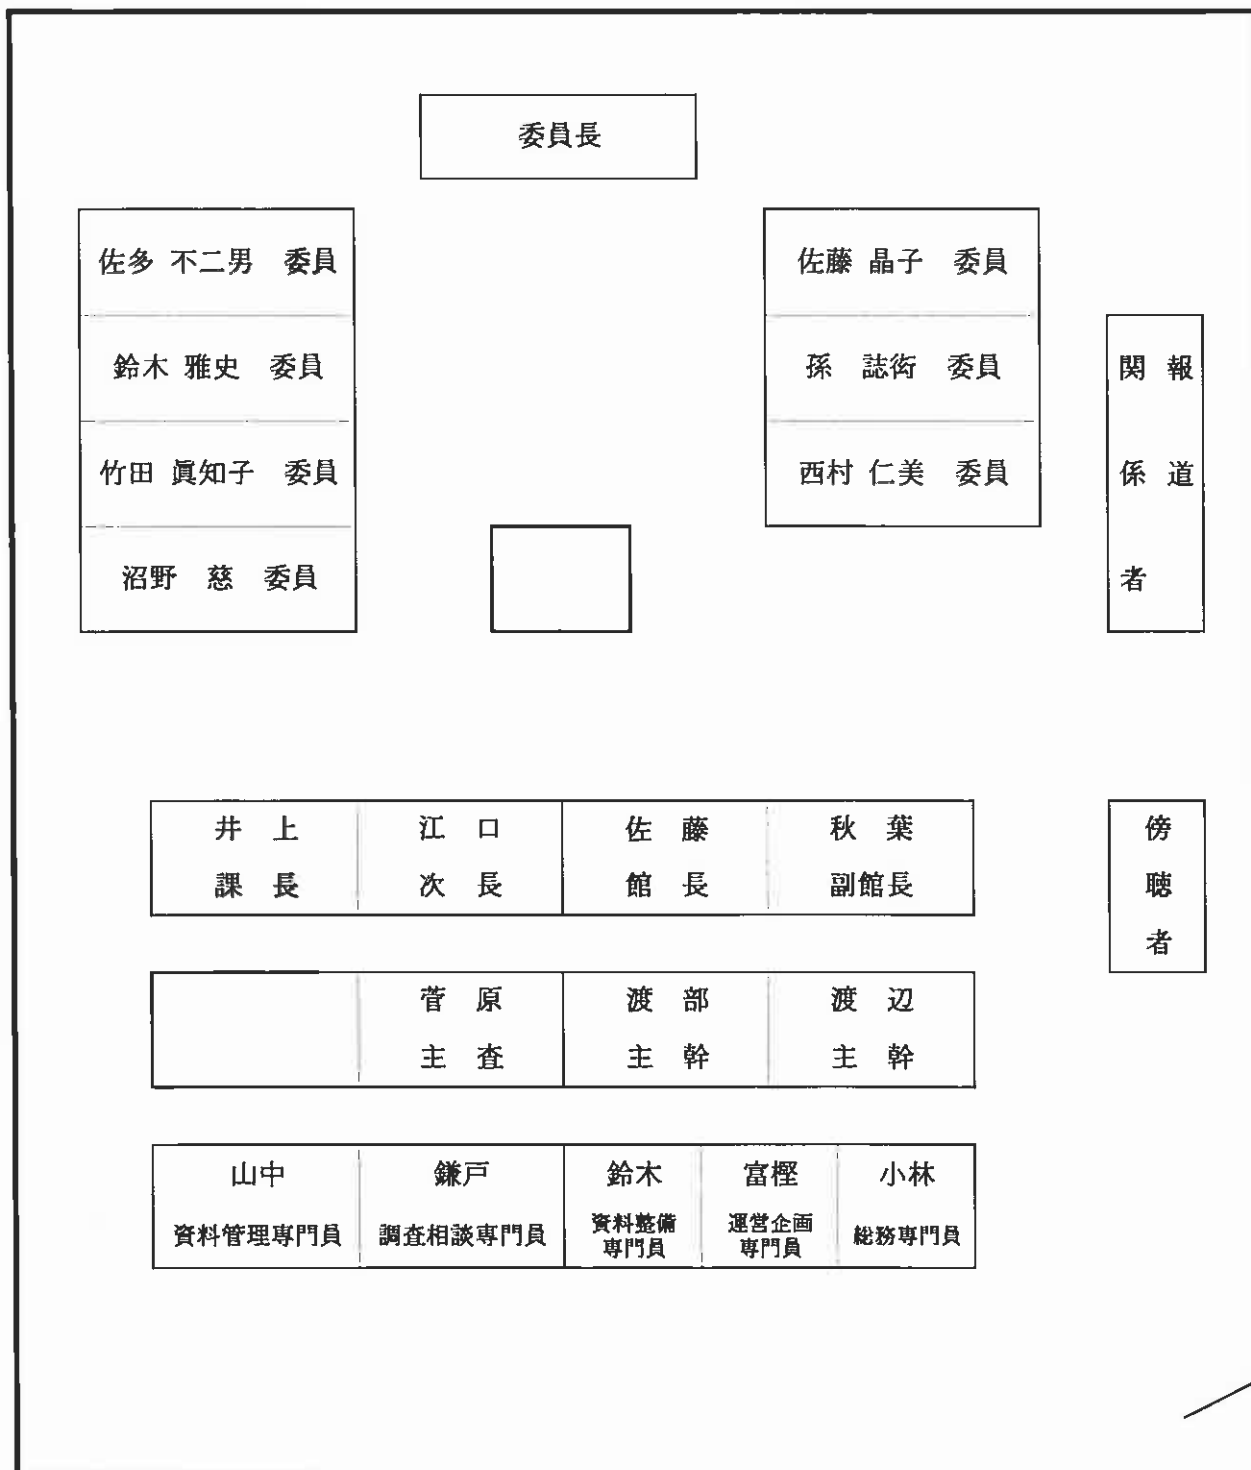 委員長
佐多 不二男 委員
鈴木 雅史 委員
竹田 眞知子 委員
沼野 慈 委員
佐藤 晶子 委員
孫 誌衒 委員
西村 仁美 委員
報道
関係者
井上
課長
江口
次長
佐藤
館長
秋葉
副館長
傍聴者
菅原
主査
渡部
主幹
渡辺
主幹
山中
資料管理専門員
鎌戸
調査相談専門員
鈴木
資料整備
専門員
富樫
運営企画
専門員
小林
総務専門員